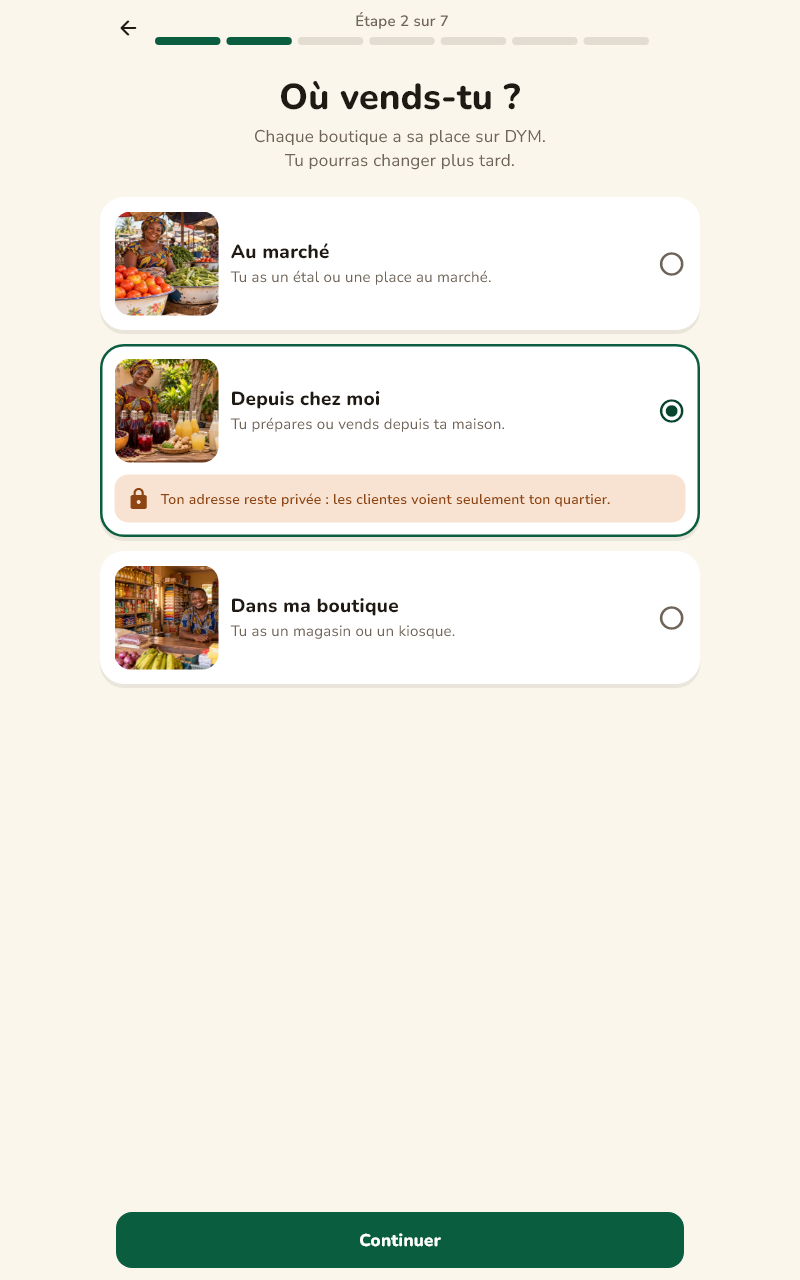 Étape 2 sur 7
Où vends-tu ?
Chaque boutique a sa place sur DYM.
Tu pourras changer plus tard.
Au marché
Tu as un étal ou une place au marché.
Depuis chez moi
Tu prépares ou vends depuis ta maison.
Ton adresse reste privée : les clientes voient seulement ton quartier.
Dans ma boutique
Tu as un magasin ou un kiosque.
Continuer